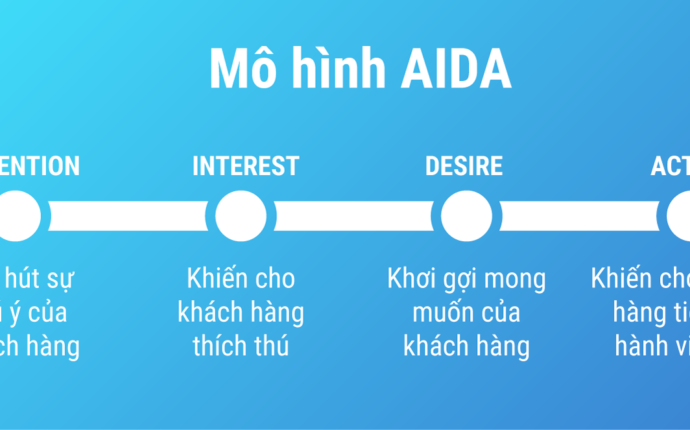 Mô hình AIDA
ENTION
INTEREST
DESIRE
ACT
hút sự
ý của
ch hàng
Khiến cho
khách hàng
thích thú
Khơi gợi mong
muốn của
khách hàng
Khiến cho
hàng ti
hành v